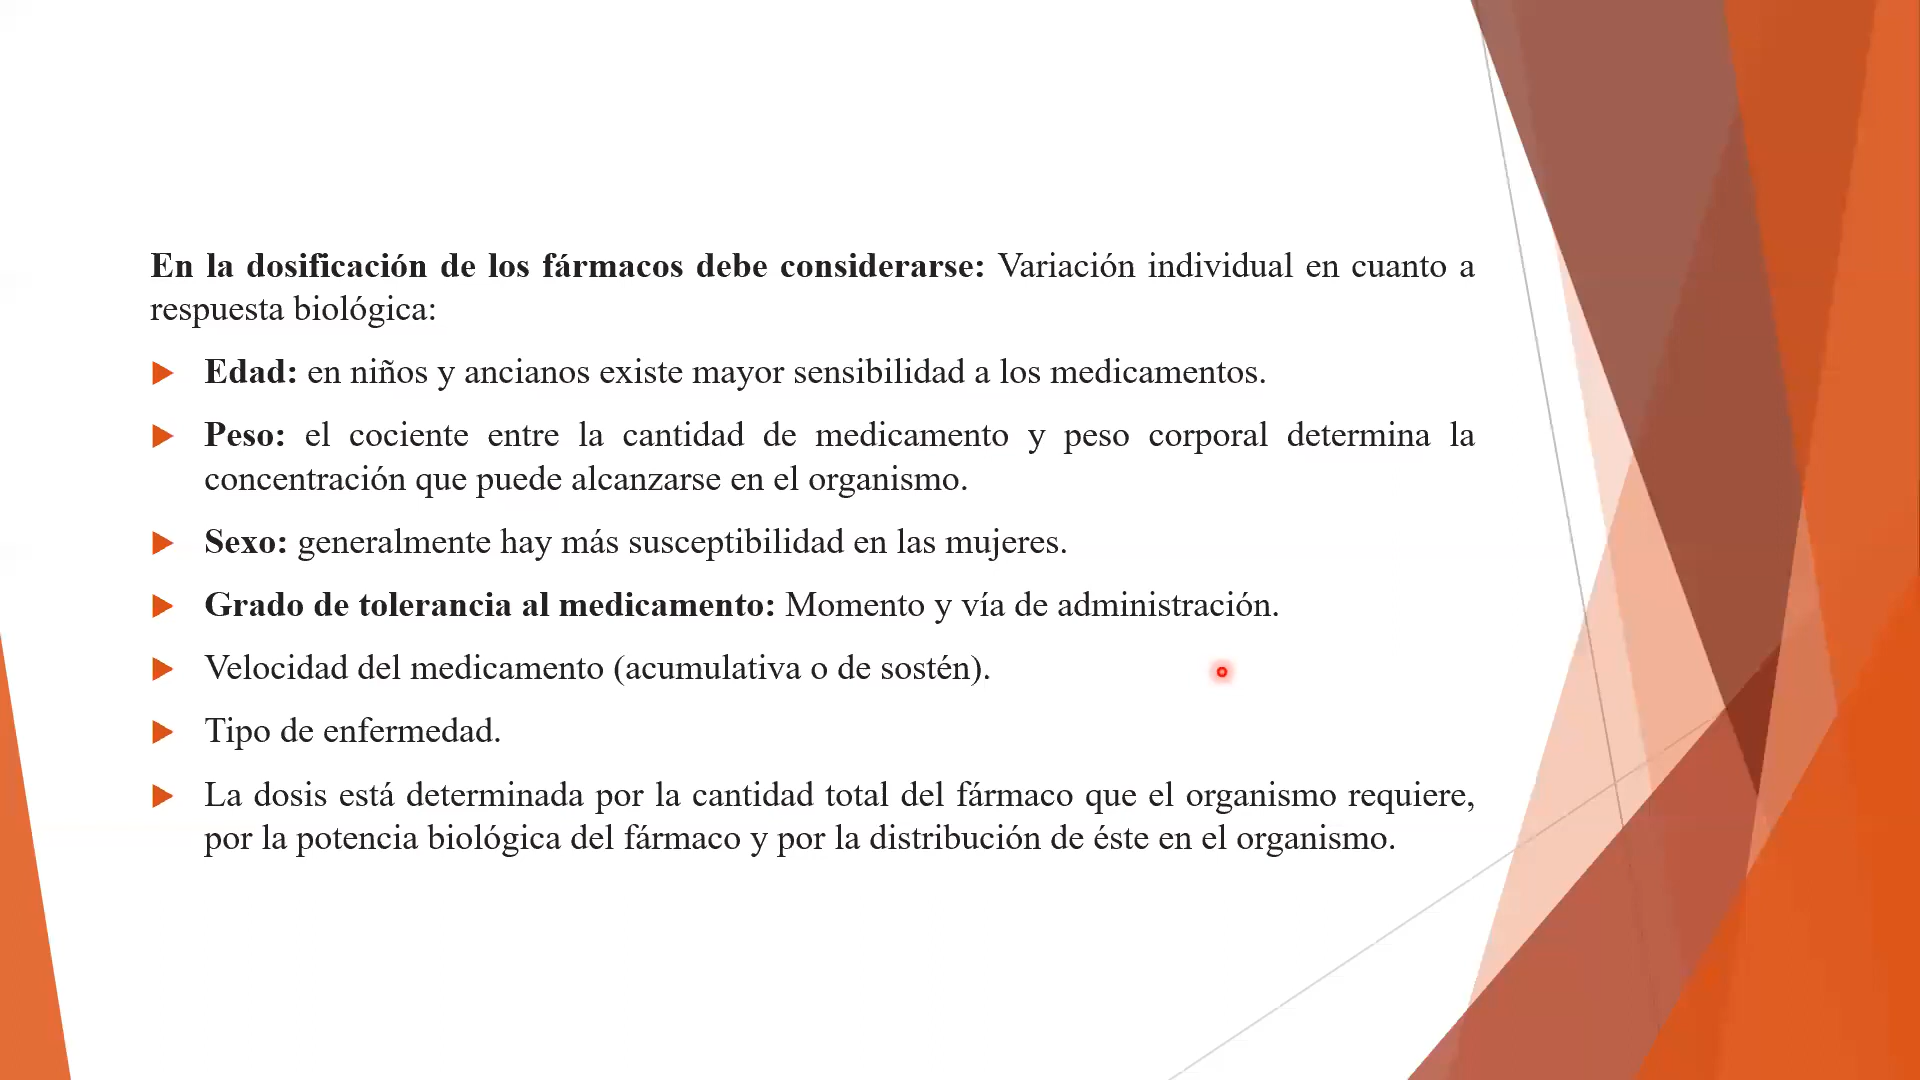 En la dosificación de los fármacos debe considerarse: Variación individual en cuanto a
respuesta biológica:
Edad: en niños y ancianos existe mayor sensibilidad a los medicamentos.
Peso: el cociente entre la cantidad de medicamento y peso corporal determina la
concentración que puede alcanzarse en el organismo.
Sexo: generalmente hay más susceptibilidad en las mujeres.
Grado de tolerancia al medicamento: Momento y vía de administración.
Velocidad del medicamento (acumulativa o de sostén).
Tipo de enfermedad.
La dosis está determinada por la cantidad total del fármaco que el organismo requiere,
por la potencia biológica del fármaco y por la distribución de éste en el organismo.